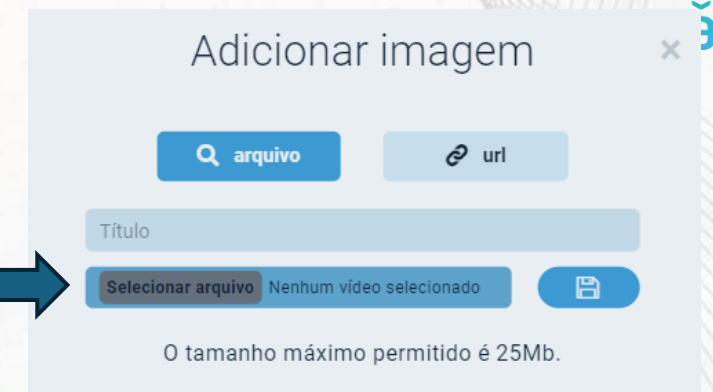 Adicionar imagem
×
arquivo
url
Título
Selecionar arquivo Nenhum vídeo selecionado
O tamanho máximo permitido é 25Mb.